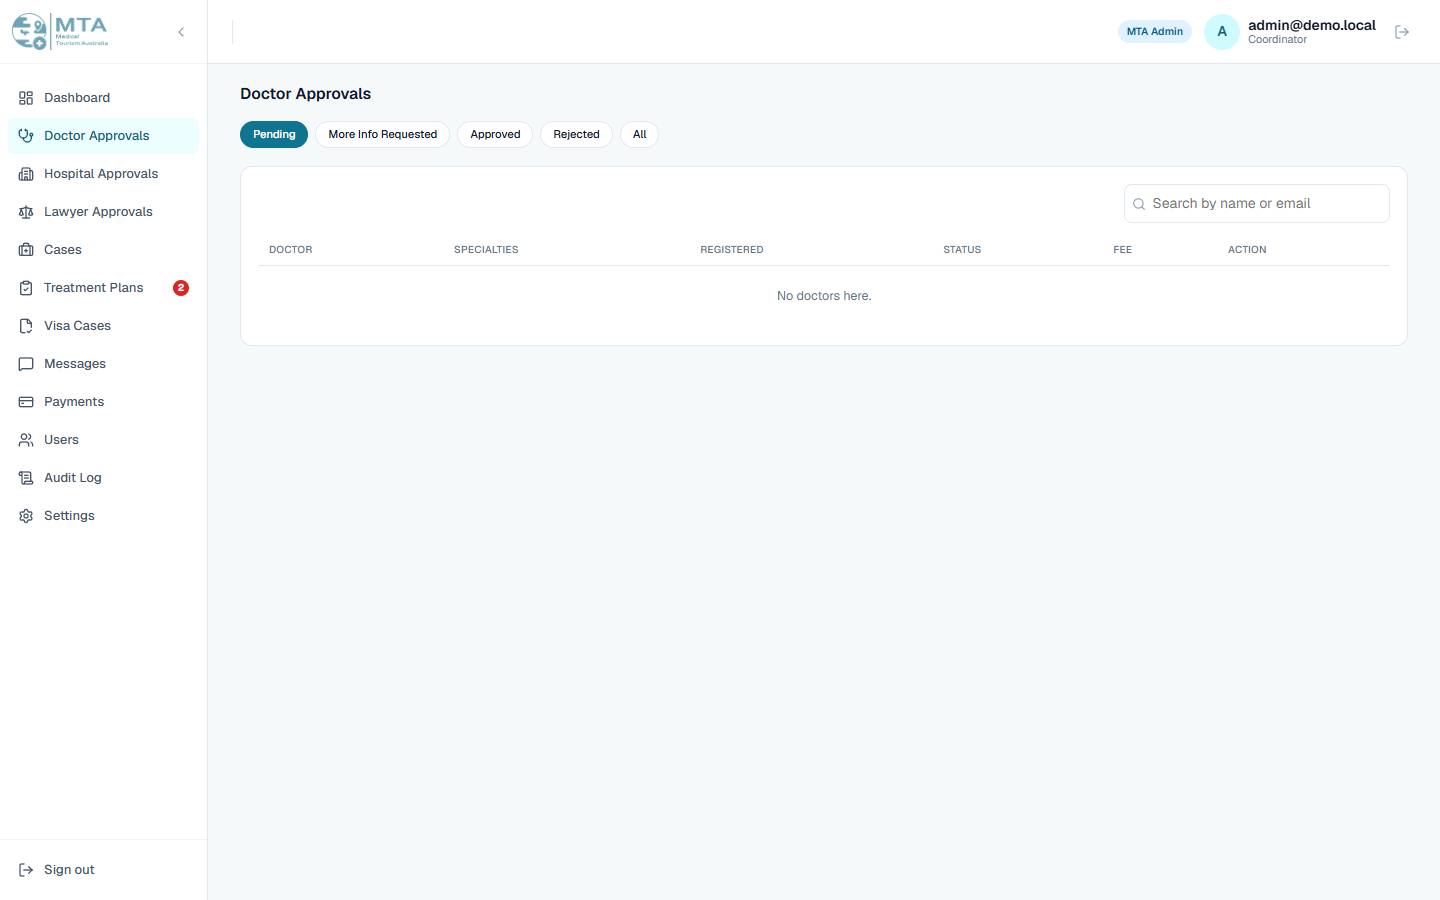 MTA
Medical
Tourism Australia
MTA Admin
A
admin@demo.local
Coordinator
Dashboard
Doctor Approvals
Hospital Approvals
Lawyer Approvals
Cases
Treatment Plans
2
Visa Cases
Messages
Payments
Users
Audit Log
Settings
Sign out
Doctor Approvals
Pending
More Info Requested
Approved
Rejected
All
Search by name or email
DOCTOR SPECIALTIES REGISTERED STATUS FEE ACTION
No doctors here.